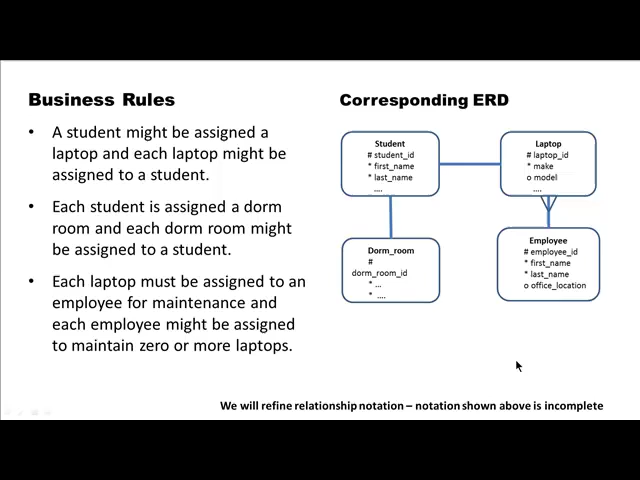 Business Rules
• A student might be assigned a
laptop and each laptop might be
assigned to a student.
• Each student is assigned a dorm
room and each dorm room might
be assigned to a student.
• Each laptop must be assigned to an
employee for maintenance and
each employee might be assigned
to maintain zero or more laptops.
Corresponding ERD
Student
# student_id
* first_name
* last_name
....
Laptop
# laptop_id
* make
o model
....
Dorm_room
#
dorm_room_id
* ...
* ....
Employee
# employee_id
* first_name
* last_name
o office_location
We will refine relationship notation – notation shown above is incomplete